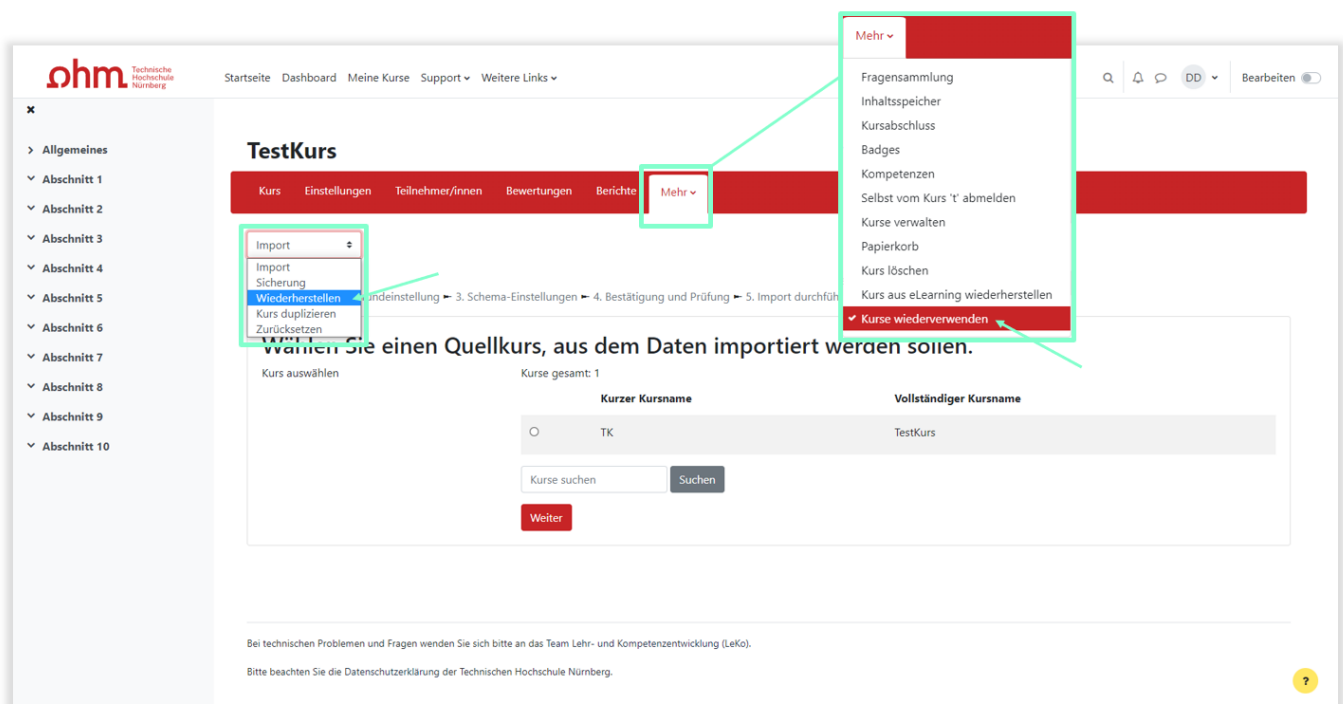 Mehr
Fragensammlung
Inhaltsspeicher
Kursabschluss
Badges
Kompetenzen
Selbst vom Kurs 't' abmelden
Kurse verwalten
Papierkorb
Kurs löschen
Kurs aus eLearning wiederherstellen
Kurse wiederverwenden
ohm Technische
Hochschule
Nürnberg
Startseite Dashboard Meine Kurse Support Weitere Links
DD Bearbeiten
Allgemeines
Abschnitt 1
Abschnitt 2
Abschnitt 3
Abschnitt 4
Abschnitt 5
Abschnitt 6
Abschnitt 7
Abschnitt 8
Abschnitt 9
Abschnitt 10
TestKurs
Kurs Einstellungen Teilnehmer/innen Bewertungen Berichte Mehr
Import
Import
Sicherung
Wiederherstellen
Kurs duplizieren
Zurücksetzen
ndeinstellung ► 3. Schema-Einstellungen ► 4. Bestätigung und Prüfung ► 5. Import durchfüh
Wählen Sie einen Quellkurs, aus dem Daten importiert werden sollen.
Kurs auswählen
Kurse gesamt: 1
Kurzer Kursname Vollständiger Kursname
TK TestKurs
Kurse suchen Suchen
Weiter
Bei technischen Problemen und Fragen wenden Sie sich bitte an das Team Lehr- und Kompetenzentwicklung (LeKo).
Bitte beachten Sie die Datenschutzerklärung der Technischen Hochschule Nürnberg.
?